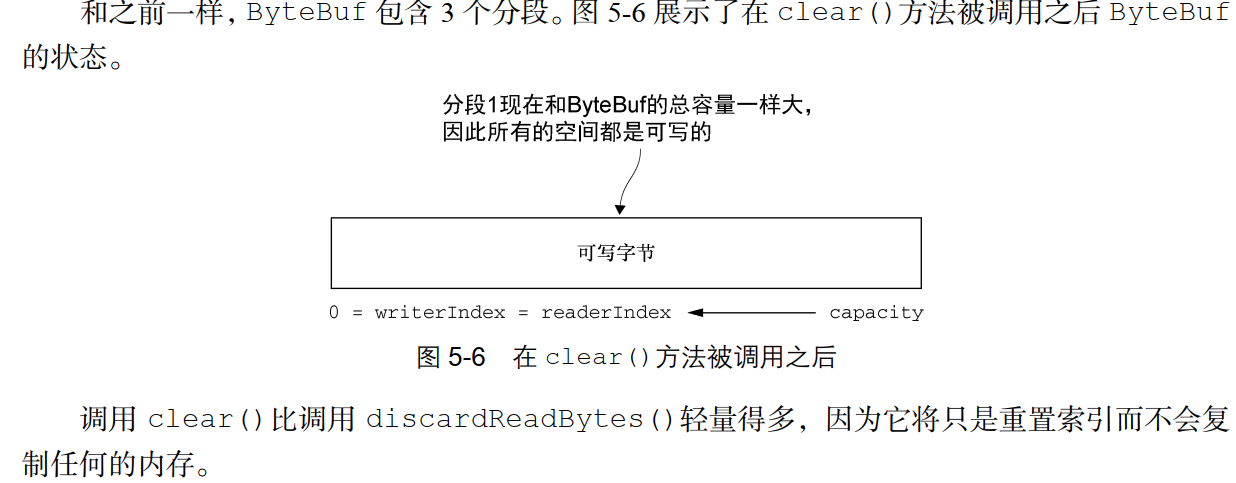 和之前一样，ByteBuf 包含 3 个分段。图 5-6 展示了在 clear()方法被调用之后 ByteBuf
的状态。
分段1现在和ByteBuf的总容量一样大，
因此所有的空间都是可写的
可写字节
0 = writerIndex = readerIndex capacity
图 5-6 在 clear()方法被调用之后
调用 clear()比调用 discardReadBytes()轻量得多，因为它将只是重置索引而不会复
制任何的内存。